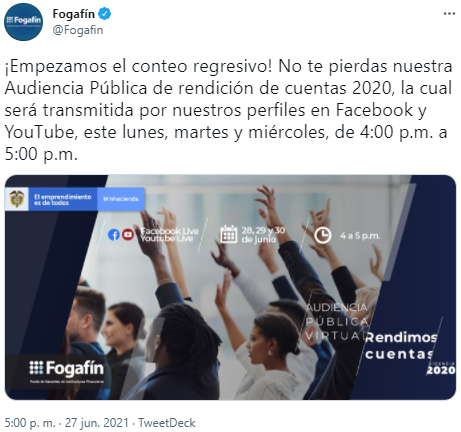 Fogafín
@Fogafin
¡Empezamos el conteo regresivo! No te pierdas nuestra
Audiencia Pública de rendición de cuentas 2020, la cual
será transmitida por nuestros perfiles en Facebook y
YouTube, este lunes, martes y miércoles, de 4:00 p.m. a
5:00 p.m.
El emprendimiento
es de todos
Minhacienda
Facebook Live
Youtube Live
28, 29 y 30
de junio
4 a 5 p.m.
AUDIENCIA
PÚBLICA
VIRTUAL
Rendimos
cuentas
VIGENCIA
2020
Fogafín
Fondo de Garantías de Instituciones Financieras
5:00 p. m. · 27 jun. 2021 · TweetDeck